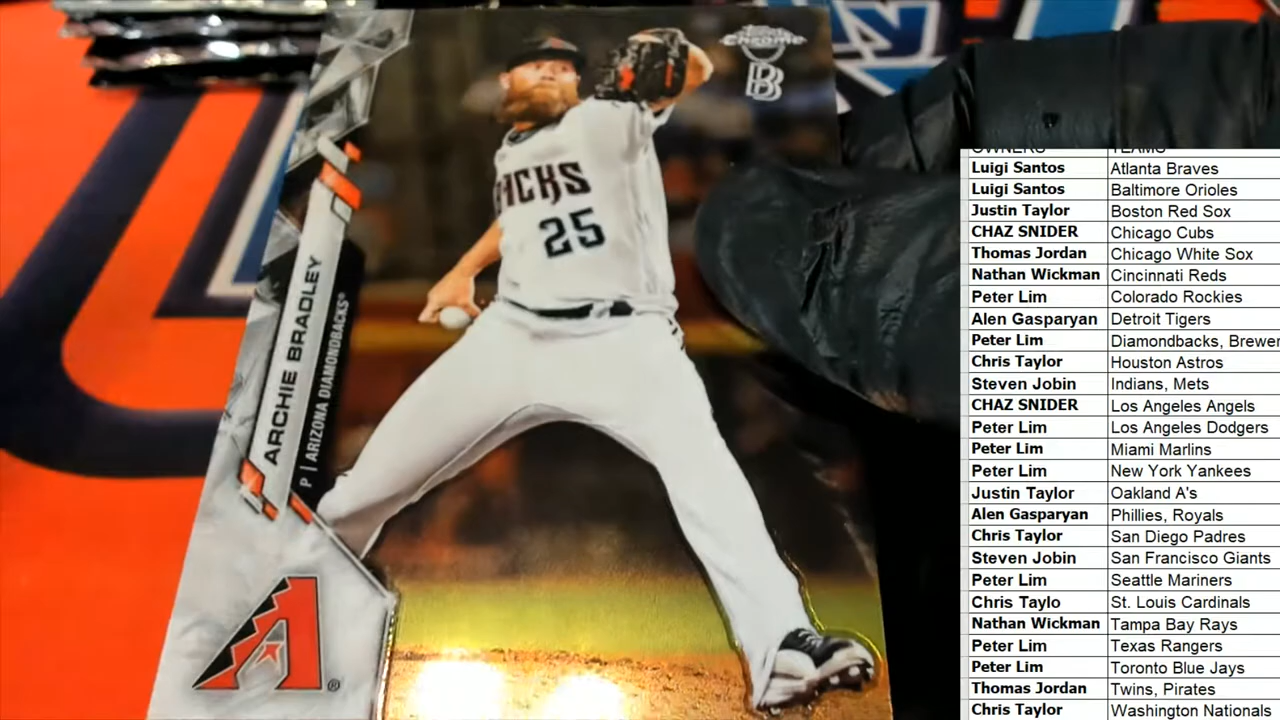 Topps
Chrome
B
ACKS
25
ARCHIE BRADLEY
P | ARIZONA DIAMONDBACKS®
A®
OWNERS TEAMS
Luigi Santos Atlanta Braves
Luigi Santos Baltimore Orioles
Justin Taylor Boston Red Sox
CHAZ SNIDER Chicago Cubs
Thomas Jordan Chicago White Sox
Nathan Wickman Cincinnati Reds
Peter Lim Colorado Rockies
Alen Gasparyan Detroit Tigers
Peter Lim Diamondbacks, Brewer
Chris Taylor Houston Astros
Steven Jobin Indians, Mets
CHAZ SNIDER Los Angeles Angels
Peter Lim Los Angeles Dodgers
Peter Lim Miami Marlins
Peter Lim New York Yankees
Justin Taylor Oakland A's
Alen Gasparyan Phillies, Royals
Chris Taylor San Diego Padres
Steven Jobin San Francisco Giants
Peter Lim Seattle Mariners
Chris Taylo St. Louis Cardinals
Nathan Wickman Tampa Bay Rays
Peter Lim Texas Rangers
Peter Lim Toronto Blue Jays
Thomas Jordan Twins, Pirates
Chris Taylor Washington Nationals